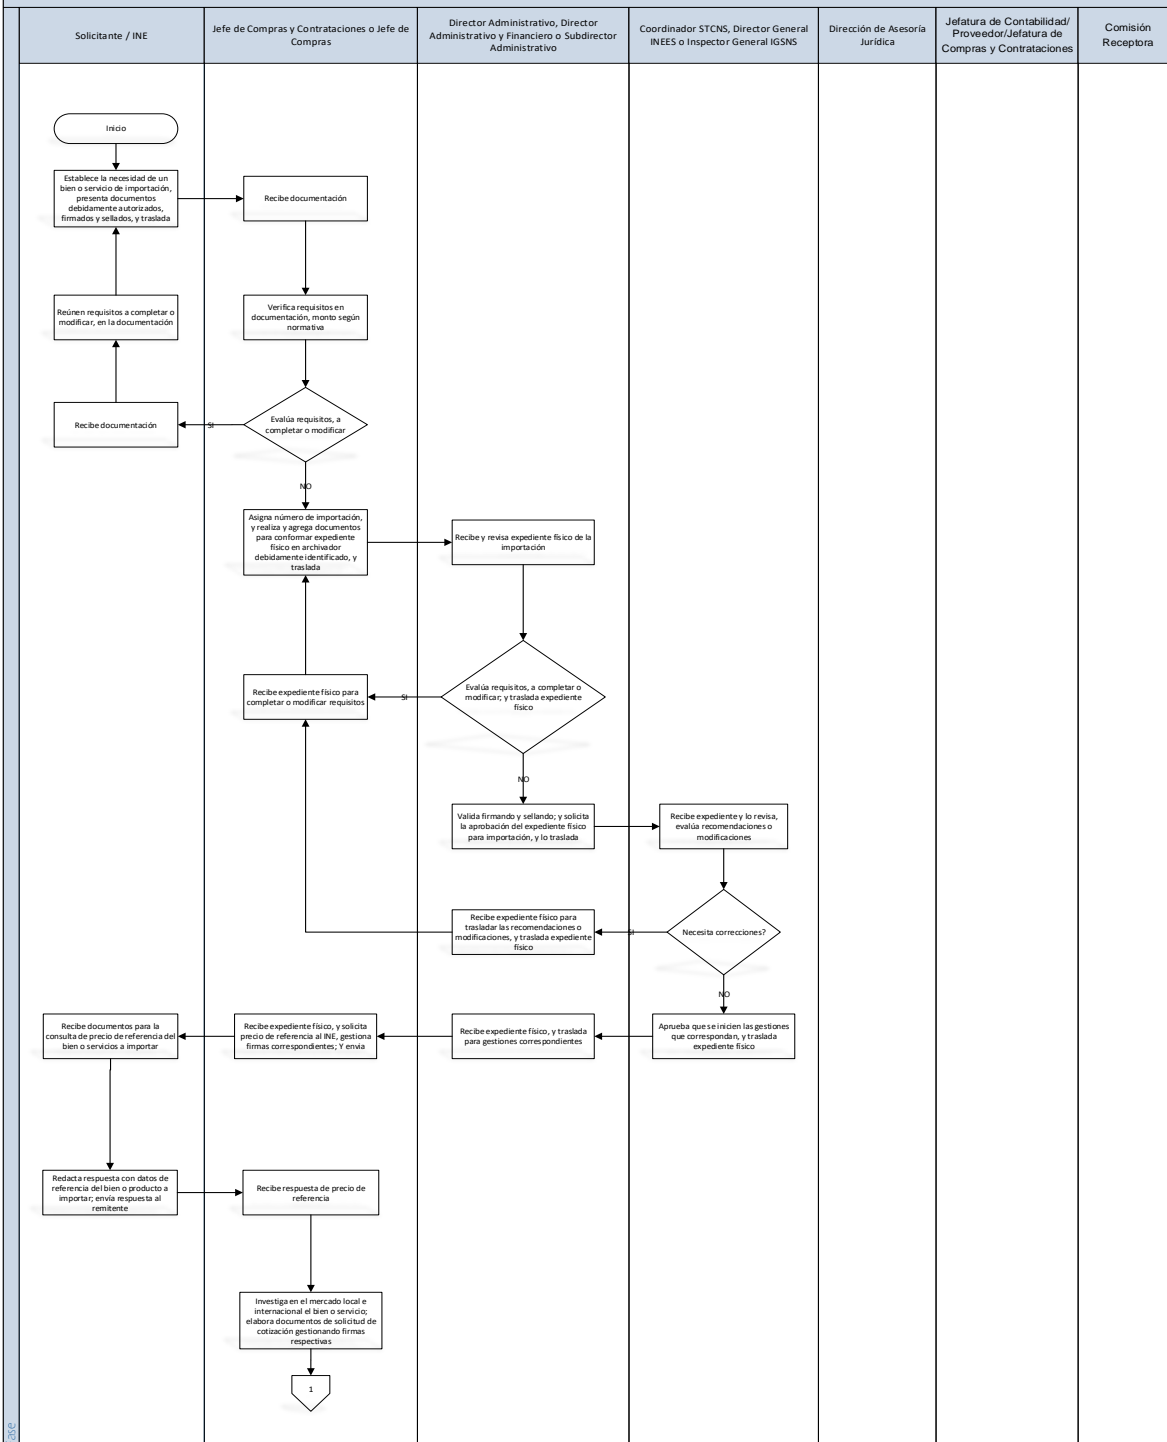 Solicitante / INE
Jefe de Compras y Contrataciones o Jefe de
Compras
Director Administrativo, Director
Administrativo y Financiero o Subdirector
Administrativo
Coordinador STCNS, Director General
INEES o Inspector General IGSNS
Dirección de Asesoría
Jurídica
Jefatura de Contabilidad/
Proveedor/Jefatura de
Compras y Contrataciones
Comisión
Receptora
Inicio
Establece la necesidad de un
bien o servicio de importación,
presenta documentos
debidamente autorizados,
firmados y sellados, y traslada
Recibe documentación
Reúnen requisitos a completar o
modificar, en la documentación
Verifica requisitos en
documentación, monto según
normativa
Recibe documentación
SI
Evalúa requisitos, a
completar o modificar
NO
Asigna número de importación,
y realiza y agrega documentos
para conformar expediente
físico en archivador
debidamente identificado, y
traslada
Recibe y revisa expediente físico de la
importación
Recibe expediente físico para
completar o modificar requisitos
SI
Evalúa requisitos, a completar o
modificar; y traslada expediente
físico
NO
Valida firmando y sellando; y solicita
la aprobación del expediente físico
para importación, y lo traslada
Recibe expediente y lo revisa,
evalúa recomendaciones o
modificaciones
Recibe expediente físico para
trasladar las recomendaciones o
modificaciones, y traslada expediente
físico
SI
Necesita correcciones?
NO
Recibe documentos para la
consulta de precio de referencia del
bien o servicios a importar
Recibe expediente físico, y solicita
precio de referencia al INE, gestiona
firmas correspondientes; Y envia
Recibe expediente físico, y traslada
para gestiones correspondientes
Aprueba que se inicien las gestiones
que correspondan, y traslada
expediente físico
Redacta respuesta con datos de
referencia del bien o producto a
importar; envía respuesta al
remitente
Recibe respuesta de precio de
referencia
Investiga en el mercado local e
internacional el bien o servicio;
elabora documentos de solicitud de
cotización gestionando firmas
respectivas
1
ase